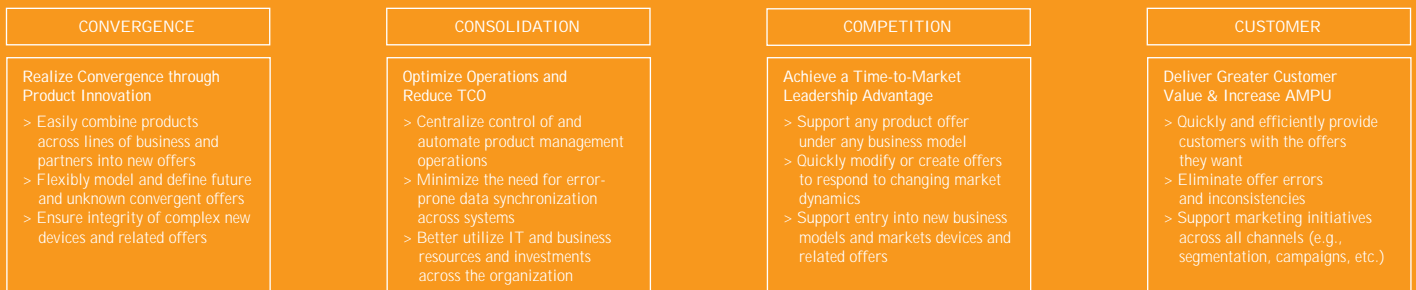 CONVERGENCE
Realize Convergence through
Product Innovation
> Easily combine products
across lines of business and
partners into new offers
> Flexibly model and define future
and unknown convergent offers
> Ensure integrity of complex new
devices and related offers
CONSOLIDATION
Optimize Operations and
Reduce TCO
> Centralize control of and
automate product management
operations
> Minimize the need for error-
prone data synchronization
across systems
> Better utilize IT and business
resources and investments
across the organization
COMPETITION
Achieve a Time-to-Market
Leadership Advantage
> Support any product offer
under any business model
> Quickly modify or create offers
to respond to changing market
dynamics
> Support entry into new business
models and markets devices and
related offers
CUSTOMER
Deliver Greater Customer
Value & Increase AMPU
> Quickly and efficiently provide
customers with the offers
they want
> Eliminate offer errors
and inconsistencies
> Support marketing initiatives
across all channels (e.g.,
segmentation, campaigns, etc.)